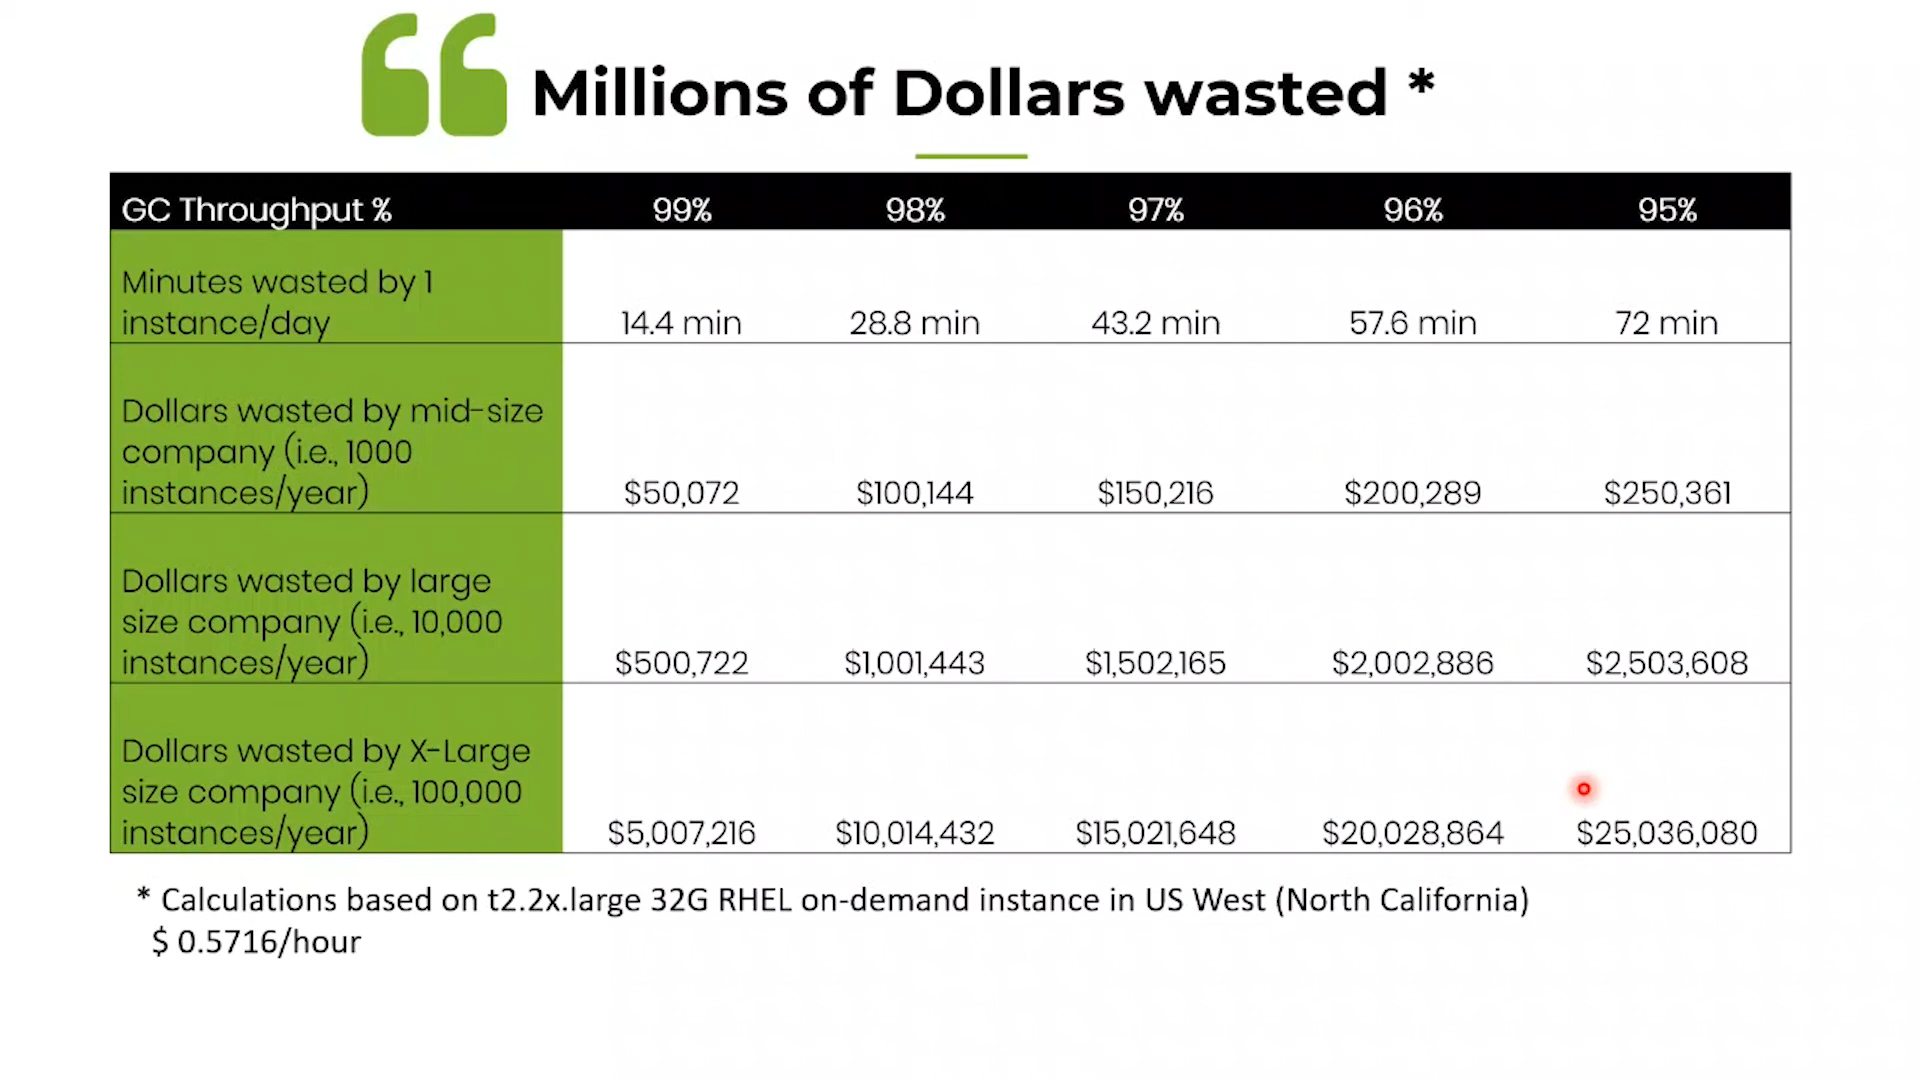 Millions of Dollars wasted *
GC Throughput % 99% 98% 97% 96% 95%
Minutes wasted by 1
instance/day 14.4 min 28.8 min 43.2 min 57.6 min 72 min
Dollars wasted by mid-size
company (i.e., 1000
instances/year) $50,072 $100,144 $150,216 $200,289 $250,361
Dollars wasted by large
size company (i.e., 10,000
instances/year) $500,722 $1,001,443 $1,502,165 $2,002,886 $2,503,608
Dollars wasted by X-Large
size company (i.e., 100,000
instances/year) $5,007,216 $10,014,432 $15,021,648 $20,028,864 $25,036,080
* Calculations based on t2.2x.large 32G RHEL on-demand instance in US West (North California)
$ 0.5716/hour